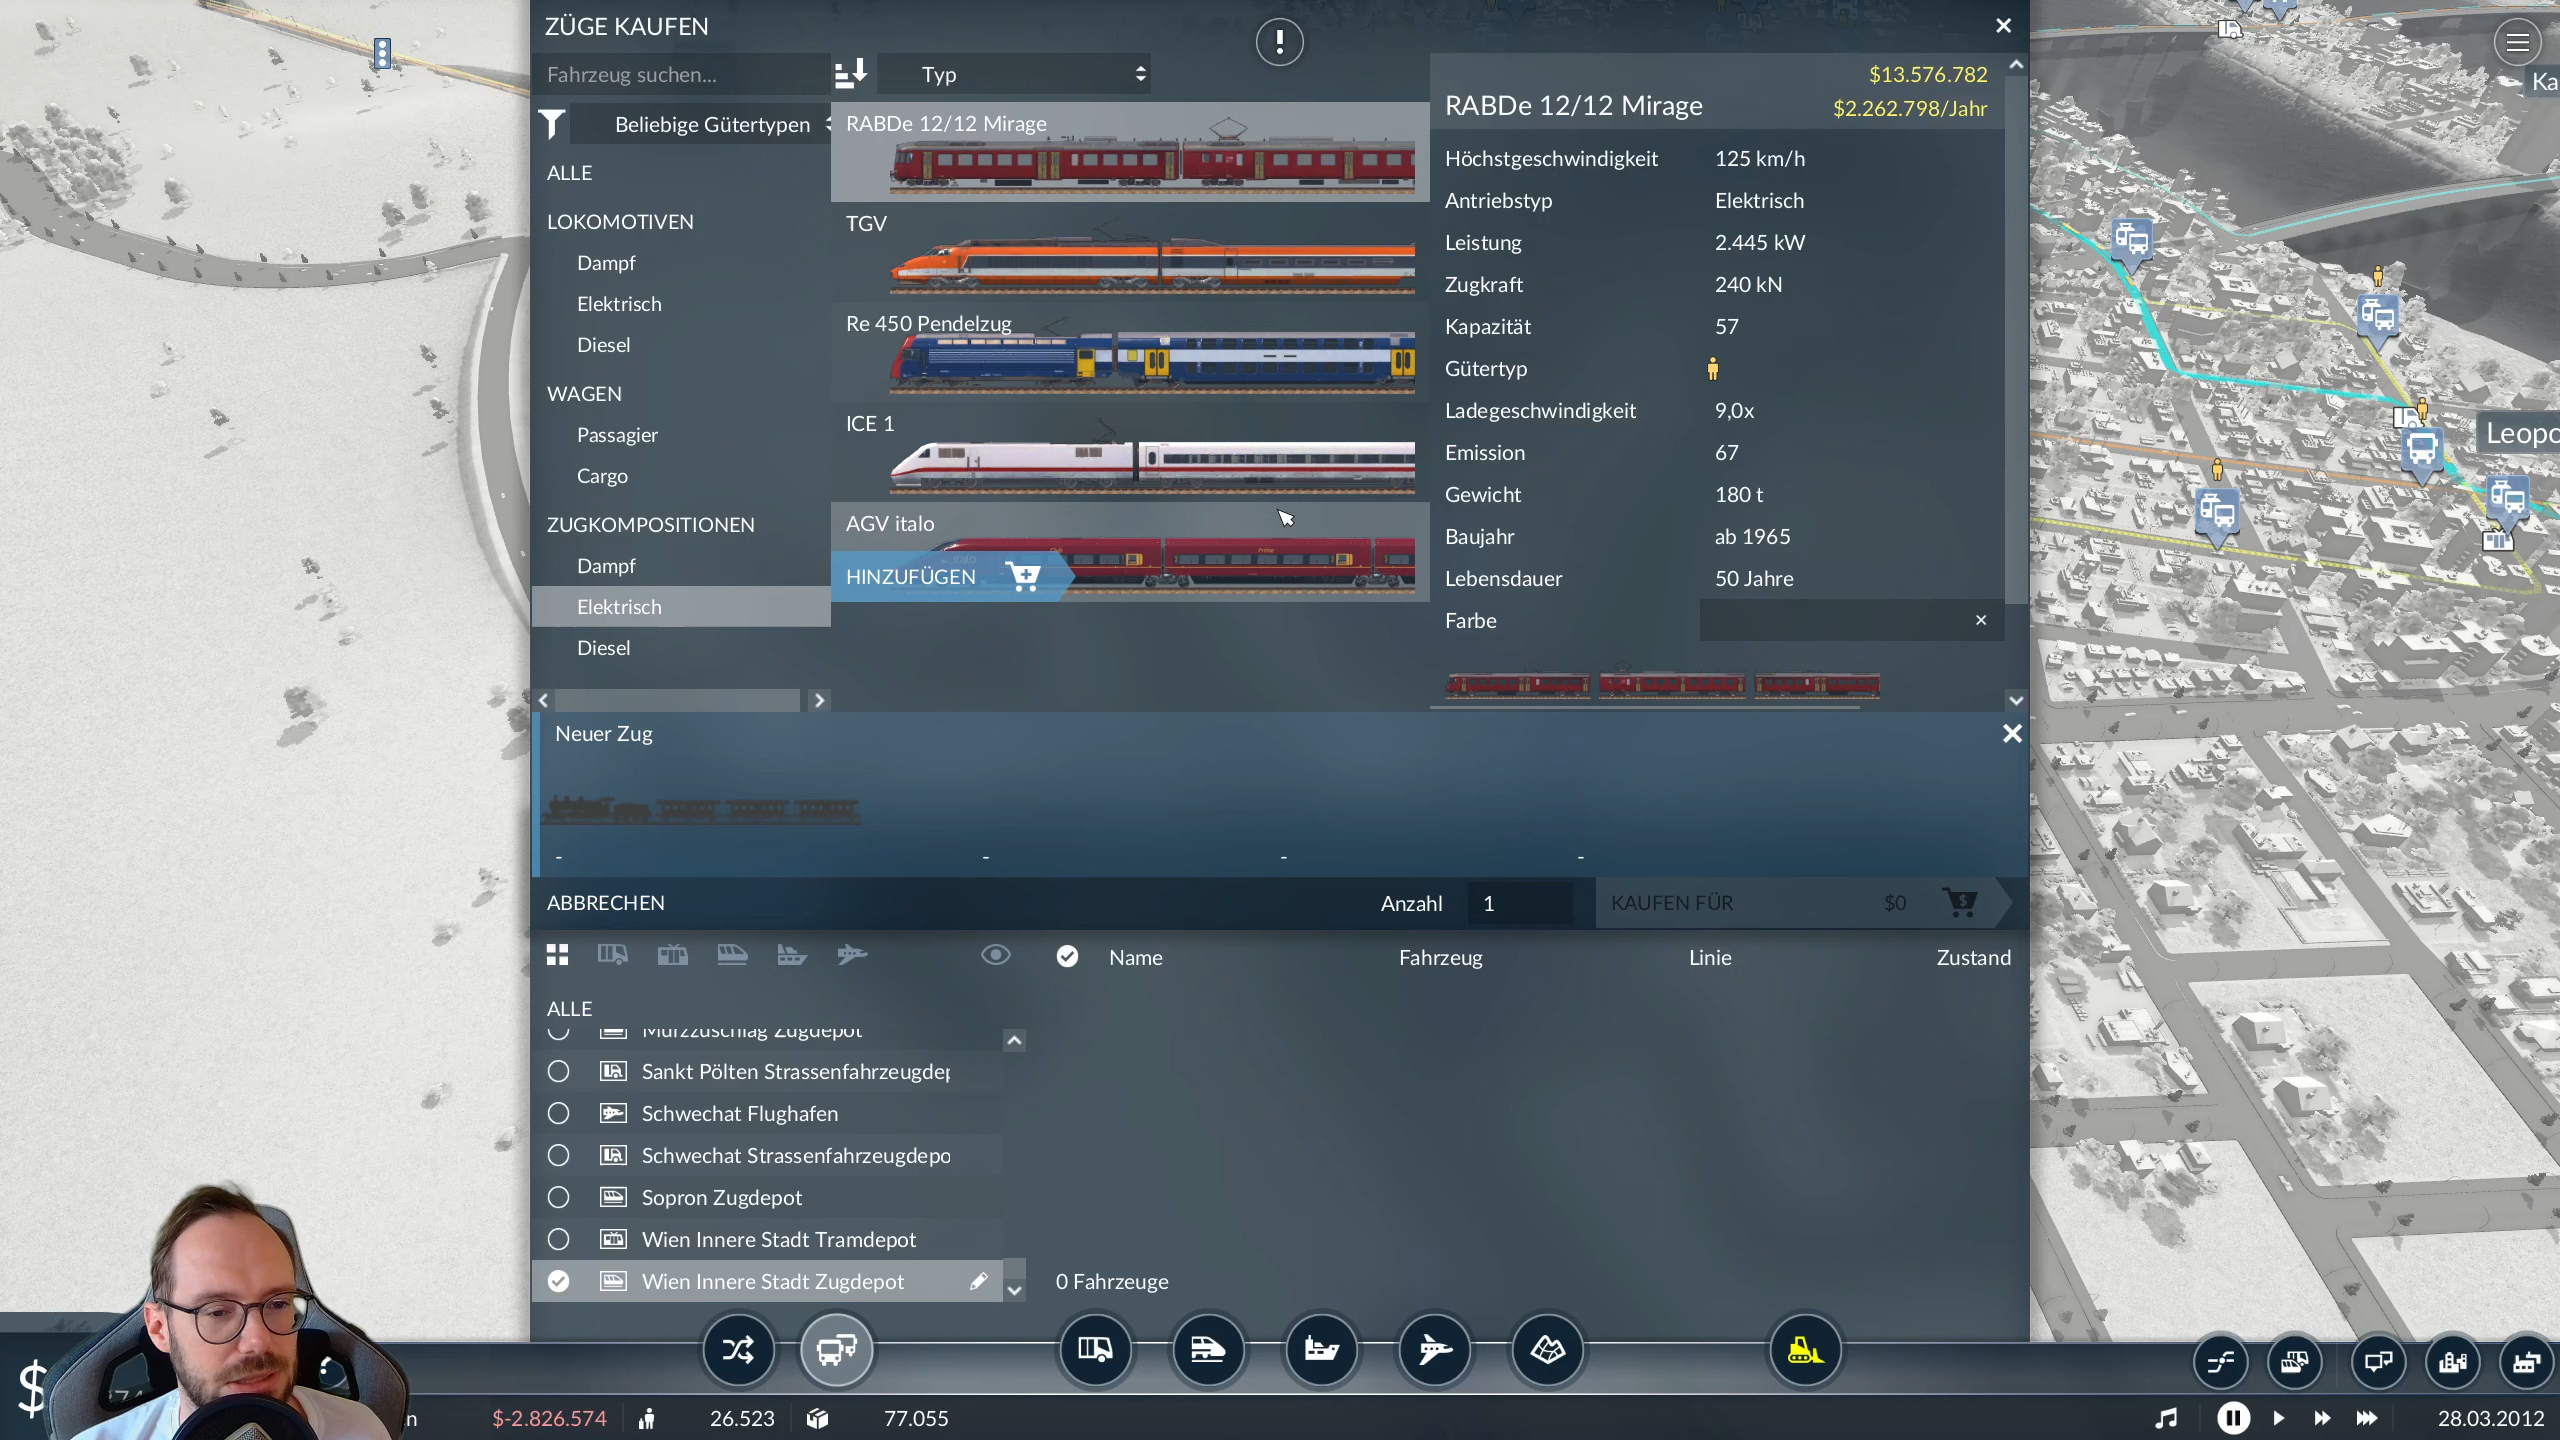 ZÜGE KAUFEN
Fahrzeug suchen...
Typ
Beliebige Gütertypen
ALLE
LOKOMOTIVEN
Dampf
Elektrisch
Diesel
WAGEN
Passagier
Cargo
ZUGKOMPOSITIONEN
Dampf
Elektrisch
Diesel
RABDe 12/12 Mirage
TGV
Re 450 Pendelzug
ICE 1
AGV italo
HINZUFÜGEN
$13.576.782
RABDe 12/12 Mirage
$2.262.798/Jahr
Höchstgeschwindigkeit 125 km/h
Antriebstyp Elektrisch
Leistung 2.445 kW
Zugkraft 240 kN
Kapazität 57
Gütertyp
Ladegeschwindigkeit 9,0x
Emission 67
Gewicht 180 t
Baujahr ab 1965
Lebensdauer 50 Jahre
Farbe
Neuer Zug
- - - -
ABBRECHEN
Anzahl 1
KAUFEN FÜR $0
Name Fahrzeug Linie Zustand
ALLE
Mürzzuschlag Zugdepot
Sankt Pölten Strassenfahrzeugdep
Schwechat Flughafen
Schwechat Strassenfahrzeugdepo
Sopron Zugdepot
Wien Innere Stadt Tramdepot
Wien Innere Stadt Zugdepot
0 Fahrzeuge
Ka
Leopo
$
n $-2.826.574 26.523 77.055
28.03.2012